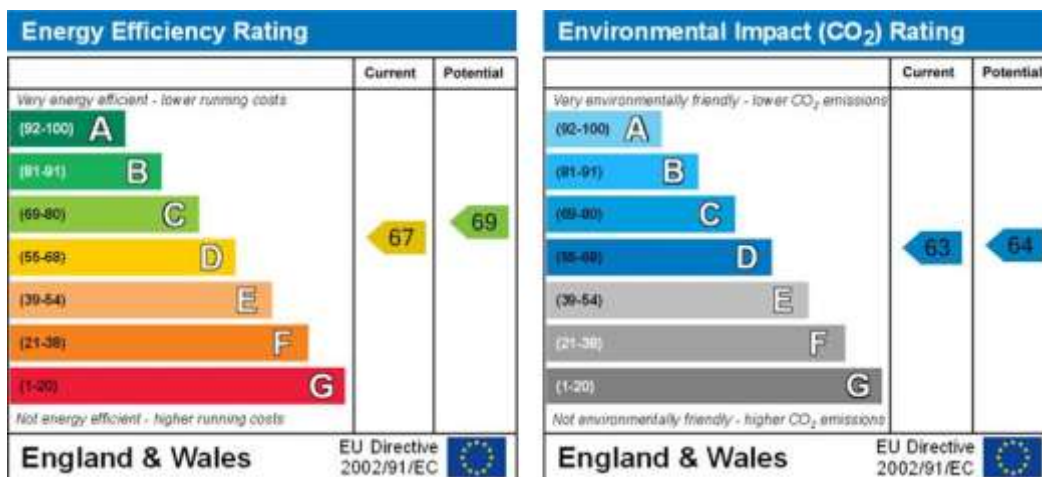 Energy Efficiency Rating
Current Potential
Very energy efficient - lower running costs
(92-100) A
(81-91) B
(69-80) C
(55-68) D
(39-54) E
(21-38) F
(1-20) G
67
69
Not energy efficient - higher running costs
England & Wales
EU Directive
2002/91/EC
Environmental Impact (CO₂) Rating
Current Potential
Very environmentally friendly - lower CO₂ emissions
(92-100) A
(81-91) B
(69-80) C
(55-68) D
(39-54) E
(21-38) F
(1-20) G
63
64
Not environmentally friendly - higher CO₂ emissions
England & Wales
EU Directive
2002/91/EC